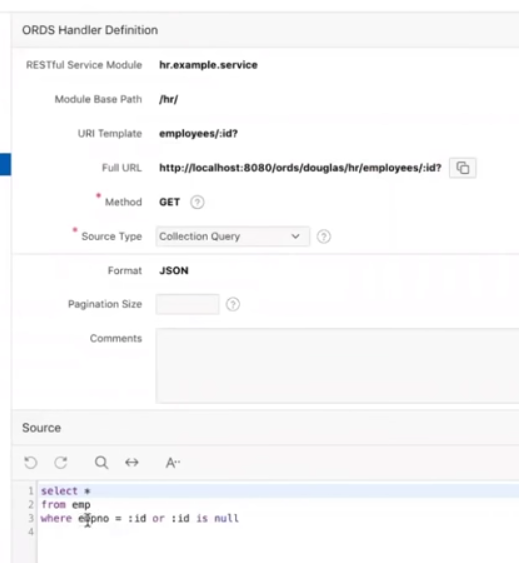 ORDS Handler Definition
RESTful Service Module hr.example.service
Module Base Path /hr/
URI Template employees/:id?
Full URL http://localhost:8080/ords/douglas/hr/employees/:id?
* Method GET ?
* Source Type Collection Query ?
Format JSON
Pagination Size ?
Comments
Source
A··
1 select *
2 from emp
3 where empno = :id or :id is null
4